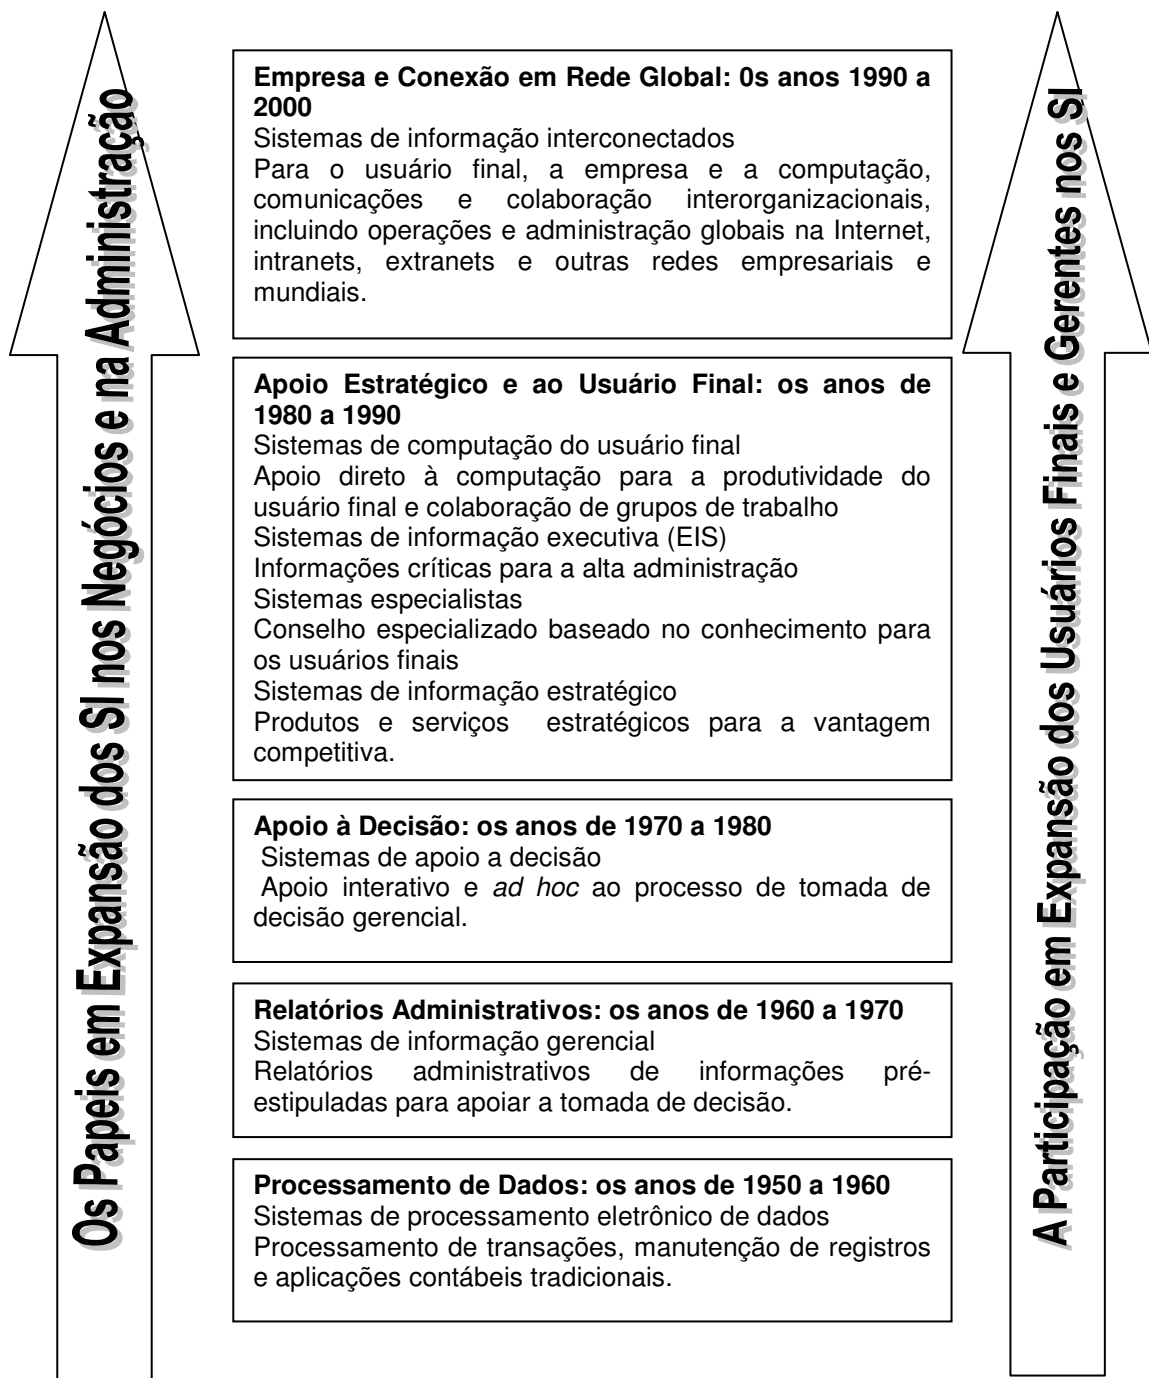 Os Papeis em Expansão dos SI nos Negócios e na Administração
Empresa e Conexão em Rede Global: 0s anos 1990 a
2000
Sistemas de informação interconectados
Para o usuário final, a empresa e a computação,
comunicações e colaboração interorganizacionais,
incluindo operações e administração globais na Internet,
intranets, extranets e outras redes empresariais e
mundiais.
Apoio Estratégico e ao Usuário Final: os anos de
1980 a 1990
Sistemas de computação do usuário final
Apoio direto à computação para a produtividade do
usuário final e colaboração de grupos de trabalho
Sistemas de informação executiva (EIS)
Informações críticas para a alta administração
Sistemas especialistas
Conselho especializado baseado no conhecimento para
os usuários finais
Sistemas de informação estratégico
Produtos e serviços estratégicos para a vantagem
competitiva.
Apoio à Decisão: os anos de 1970 a 1980
Sistemas de apoio a decisão
Apoio interativo e ad hoc ao processo de tomada de
decisão gerencial.
Relatórios Administrativos: os anos de 1960 a 1970
Sistemas de informação gerencial
Relatórios administrativos de informações pré-
estipuladas para apoiar a tomada de decisão.
Processamento de Dados: os anos de 1950 a 1960
Sistemas de processamento eletrônico de dados
Processamento de transações, manutenção de registros
e aplicações contábeis tradicionais.
A Participação em Expansão dos Usuários Finais e Gerentes nos SI